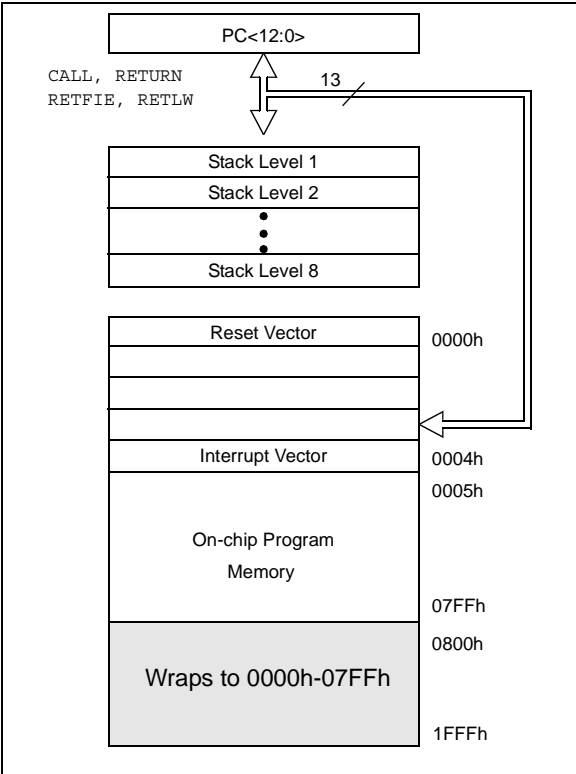 PC<12:0>
CALL, RETURN
RETFIE, RETLW
13
Stack Level 1
Stack Level 2
Stack Level 8
Reset Vector
0000h
Interrupt Vector
0004h
0005h
On-chip Program
Memory
07FFh
0800h
Wraps to 0000h-07FFh
1FFFh